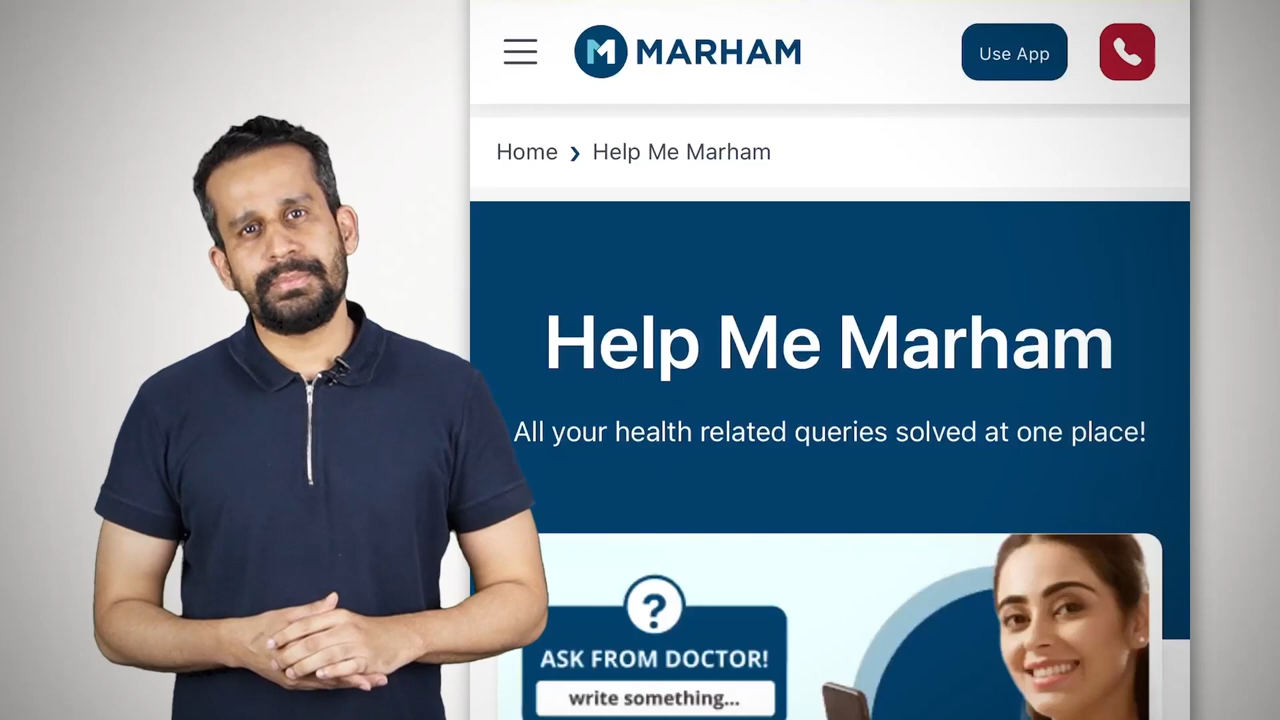 MARHAM
Use App
Home › Help Me Marham
Help Me Marham
All your health related queries solved at one place!
?
ASK FROM DOCTOR!
write something...